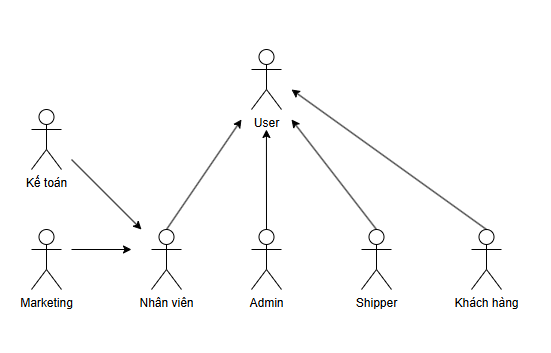 User
Kế toán
Marketing
Nhân viên
Admin
Shipper
Khách hàng